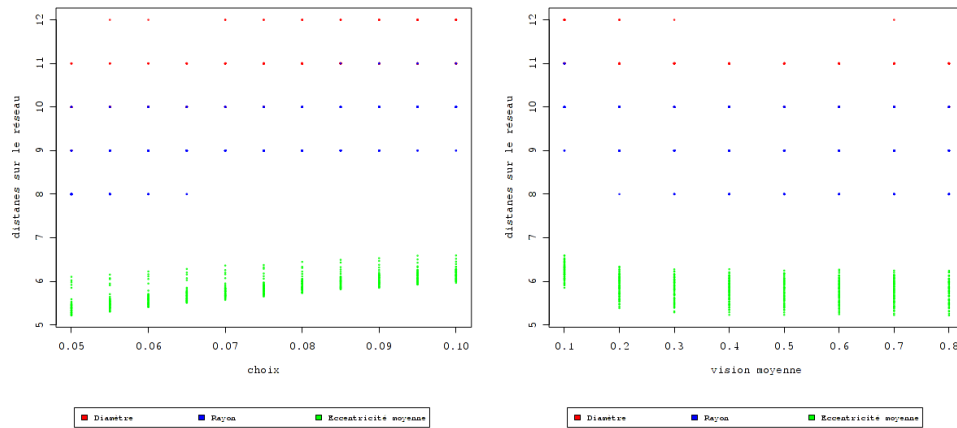 distanes sur le réseau
12
11
10
9
8
7
6
5
0.05 0.06 0.07 0.08 0.09 0.10
choix
Diamètre Rayon Eccentricité moyenne
distanes sur le réseau
12
11
10
9
8
7
6
5
0.1 0.2 0.3 0.4 0.5 0.6 0.7 0.8
vision moyenne
Diamètre Rayon Eccentricité moyenne